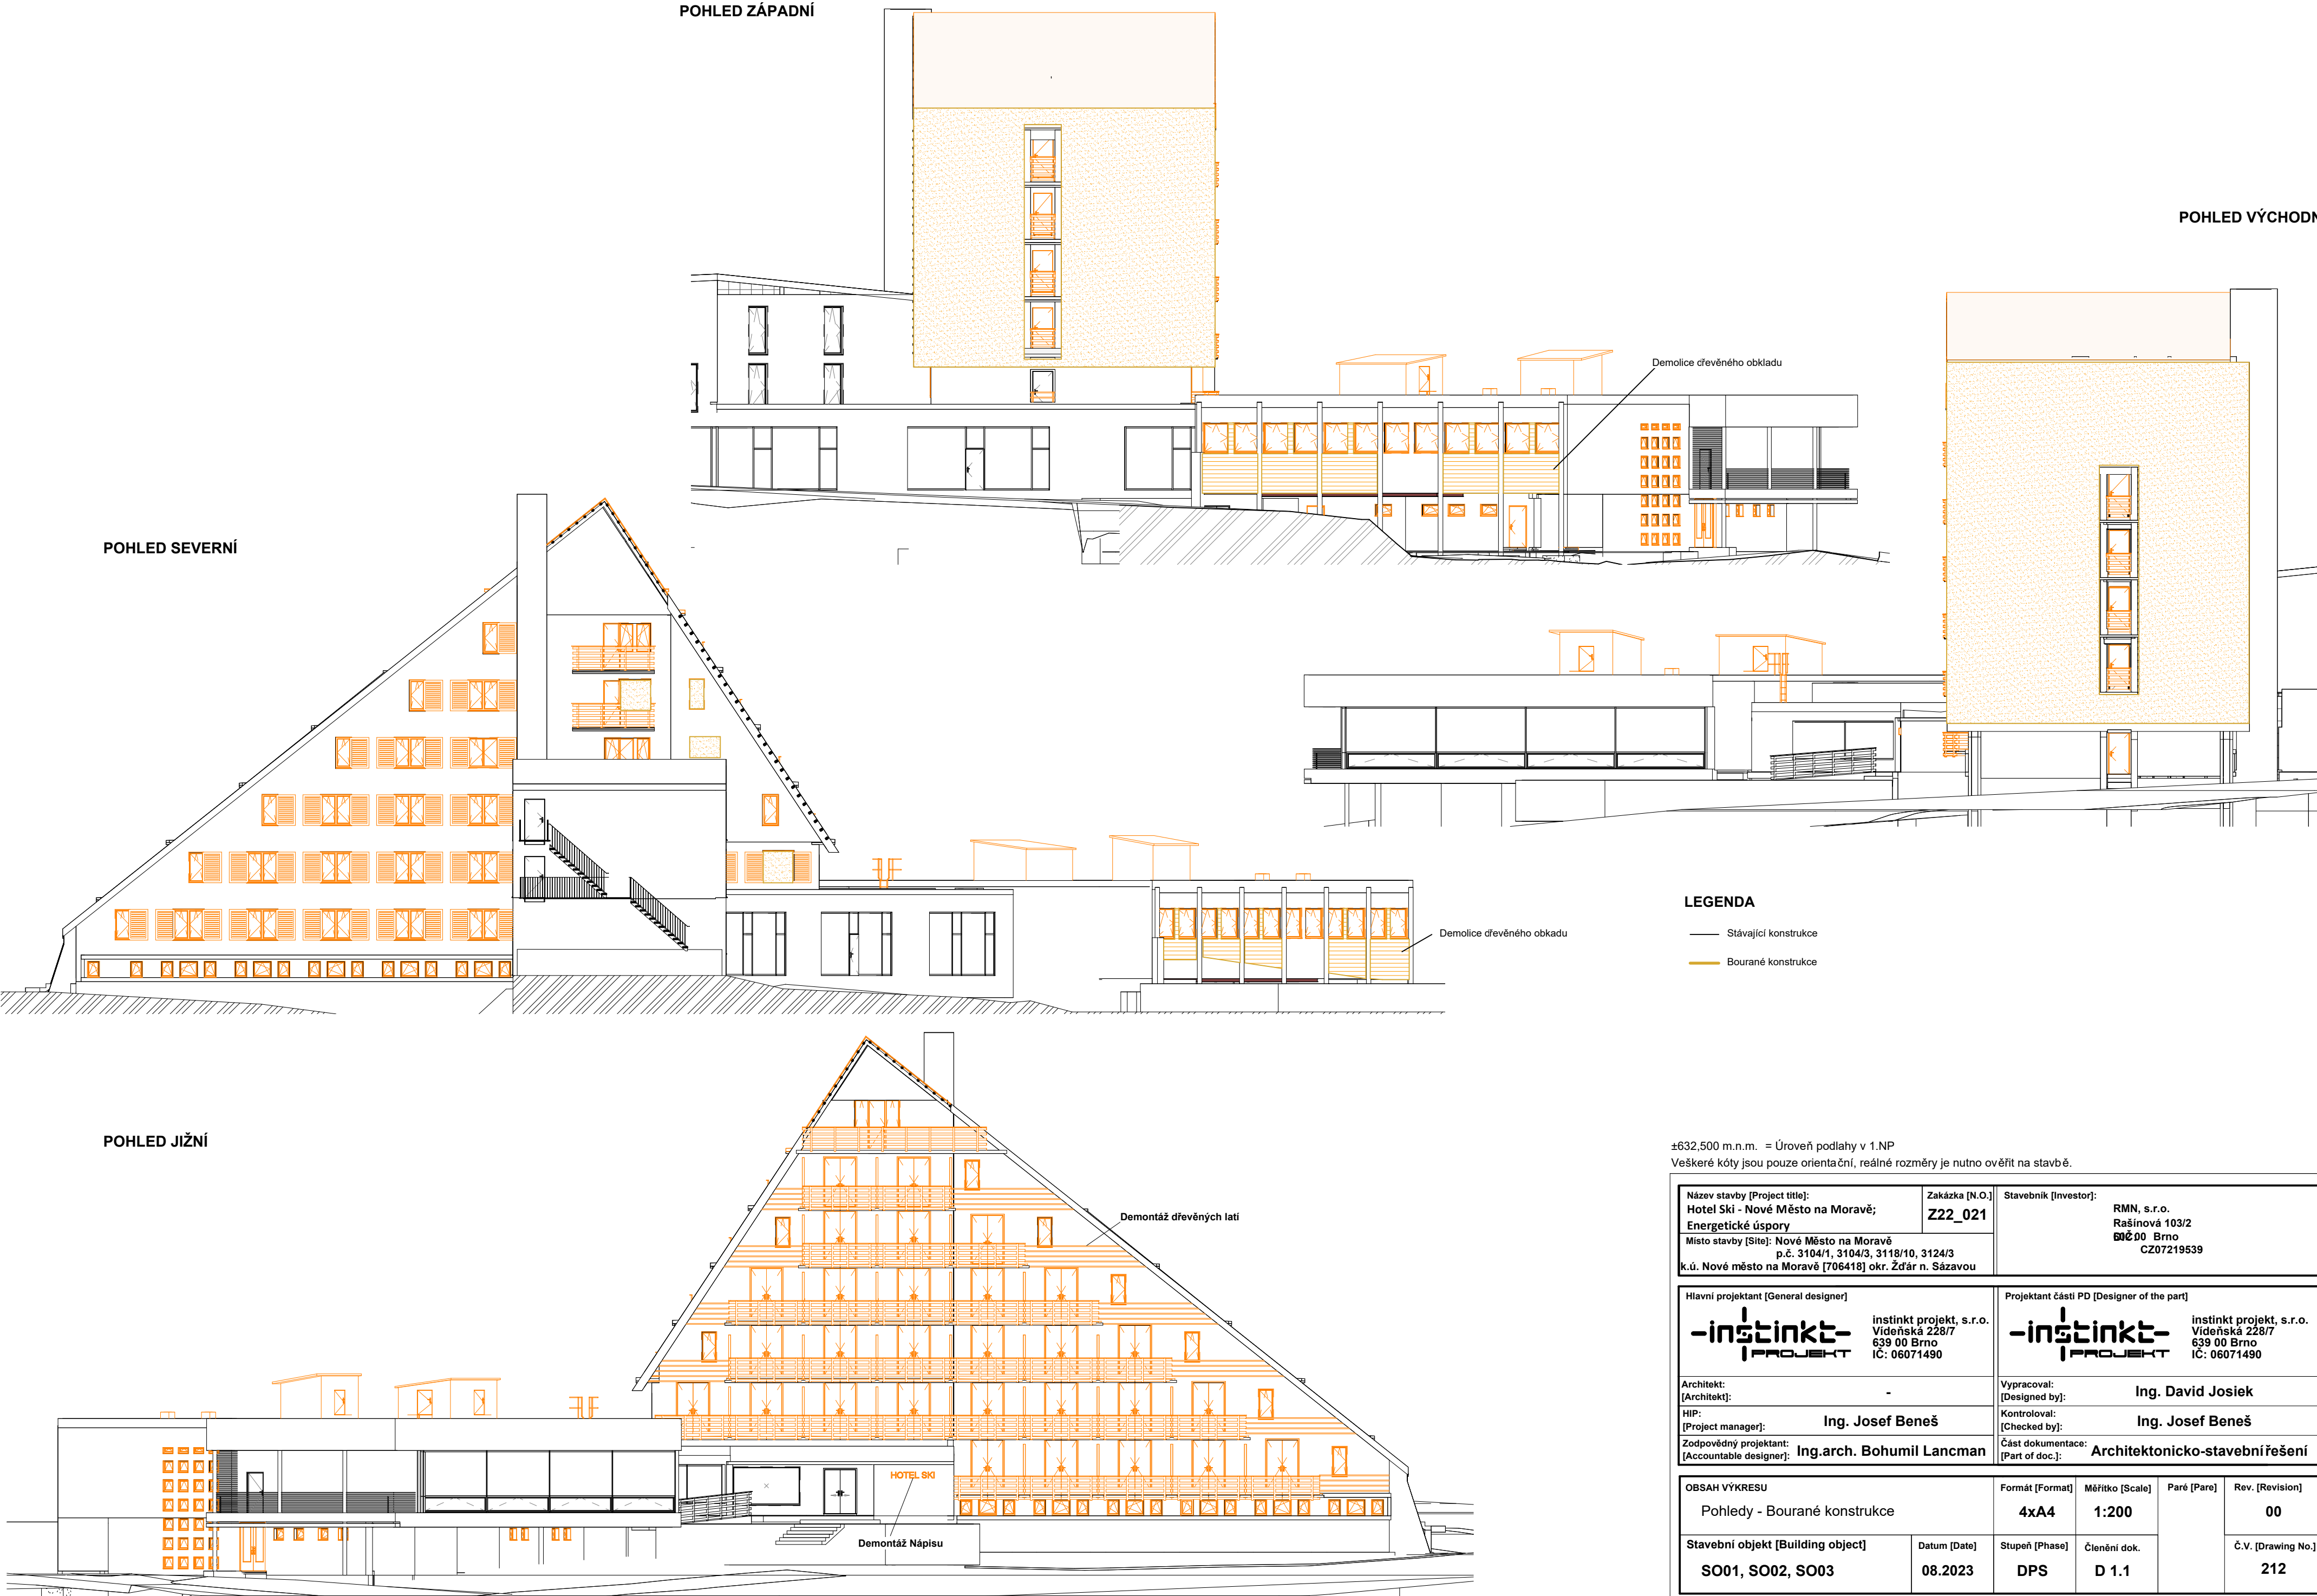 POHLED ZÁPADNÍ
POHLED VÝCHODN
Demolice dřevěného obkladu
POHLED SEVERNÍ
Demolice dřevěného obkadu
LEGENDA
Stávající konstrukce
Bourané konstrukce
POHLED JIŽNÍ
Demontáž dřevěných latí
HOTEL SKI
Demontáž Nápisu
±632,500 m.n.m. = Úroveň podlahy v 1.NP
Veškeré kóty jsou pouze orientační, reálné rozměry je nutno ověřit na stavbě.
Název stavby [Project title]:
Hotel Ski - Nové Město na Moravě;
Energetické úspory
Zakázka [N.O.]
Z22_021
Stavebník [Investor]:
RMN, s.r.o.
Rašínová 103/2
Brno
CZ07219539
Místo stavby [Site]: Nové Město na Moravě
p.č. 3104/1, 3104/3, 3118/10, 3124/3
k.ú. Nové město na Moravě [706418] okr. Žďár n. Sázavou
Hlavní projektant [General designer]
instinkt
PROJEKT
instinkt projekt, s.r.o.
Vídeňská 228/7
639 00 Brno
IČ: 06071490
Projektant části PD [Designer of the part]
instinkt
PROJEKT
instinkt projekt, s.r.o.
Vídeňská 228/7
639 00 Brno
IČ: 06071490
Architekt:
[Architekt]:
-
Vypracoval:
[Designed by]:
Ing. David Josiek
HIP:
[Project manager]:
Ing. Josef Beneš
Kontroloval:
[Checked by]:
Ing. Josef Beneš
Zodpovědný projektant:
[Accountable designer]:
Ing.arch. Bohumil Lancman
Část dokumentace:
[Part of doc.]:
Architektonicko-stavební řešení
OBSAH VÝKRESU
Pohledy - Bourané konstrukce
Formát [Format]
4xA4
Měřítko [Scale]
1:200
Paré [Pare]
Rev. [Revision]
00
Stavební objekt [Building object]
SO01, SO02, SO03
Datum [Date]
08.2023
Stupeň [Phase]
DPS
Členění dok.
D 1.1
Č.V. [Drawing No.]
212